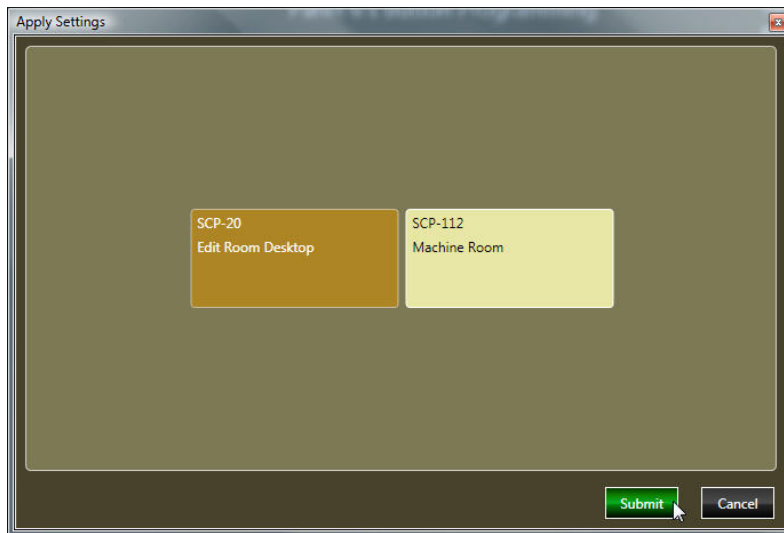 Apply Settings
SCP-20
Edit Room Desktop
SCP-112
Machine Room
Submit
Cancel